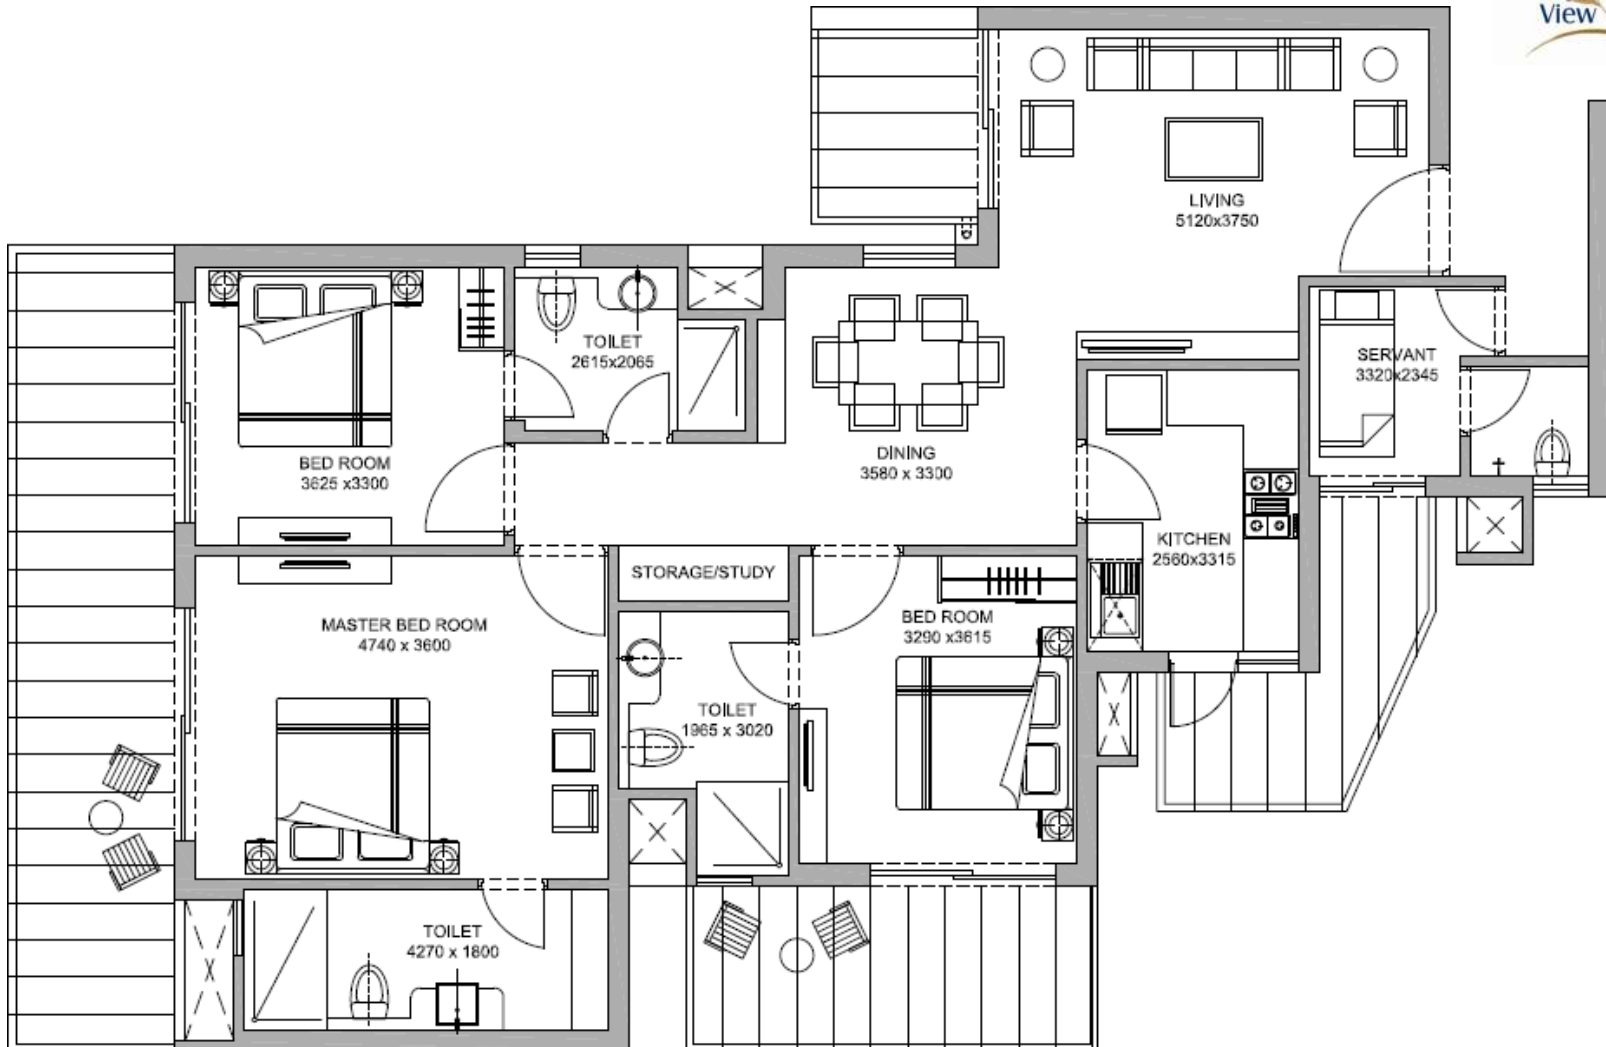 View
LIVING
5120x3750
TOILET
2615x2065
SERVANT
3320x2345
BED ROOM
3625 x3300
DINING
3580 x 3300
KITCHEN
2560x3315
STORAGE/STUDY
MASTER BED ROOM
4740 x 3600
BED ROOM
3290 x3615
TOILET
1965 x 3020
TOILET
4270 x 1800